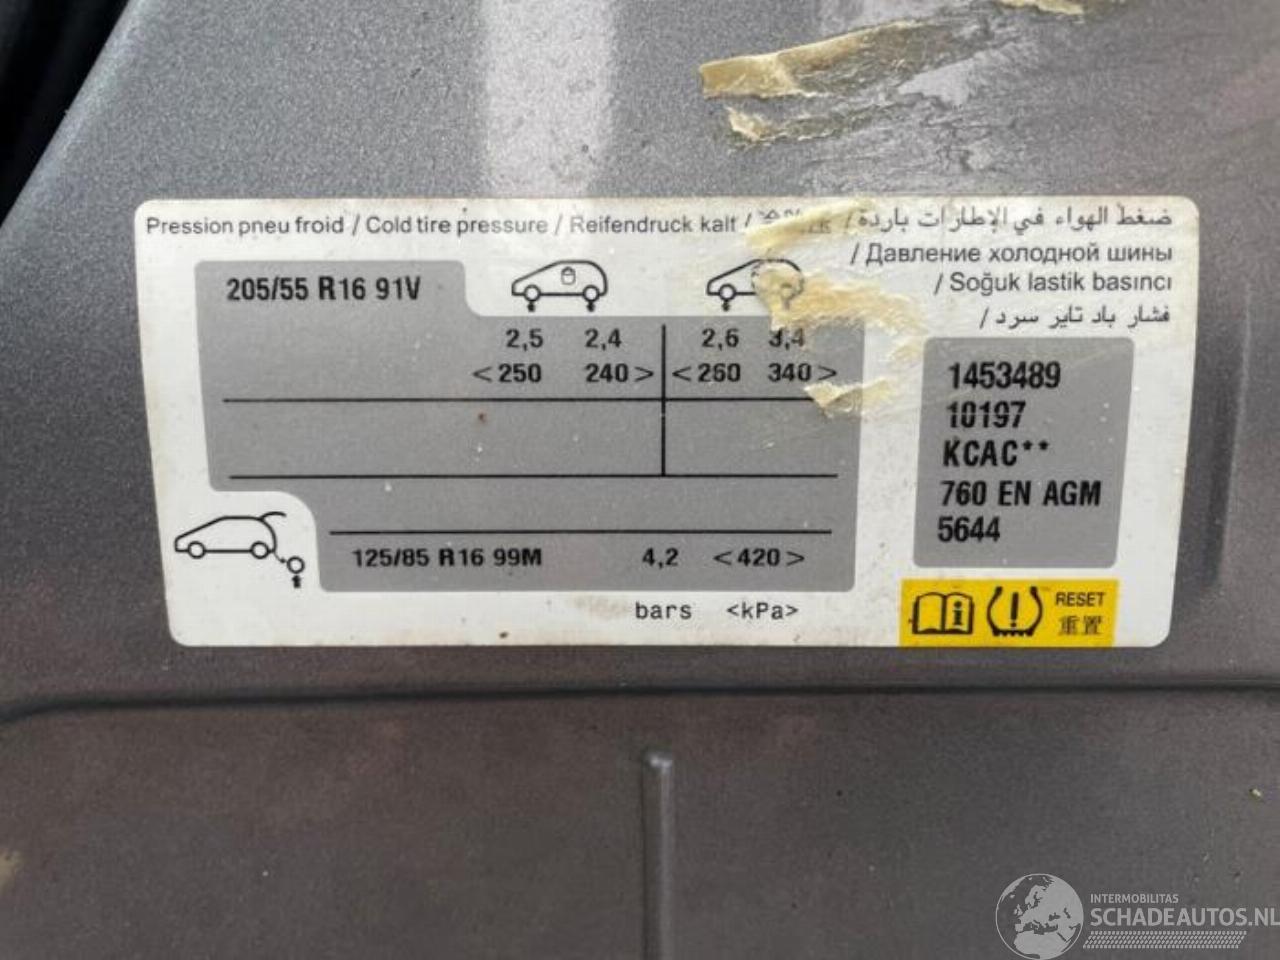 Pression pneu froid / Cold tire pressure / Reifendruck kalt / / ضغط الهواء في الإطارات باردة
/ Давление холодной шины
/ Soğuk lastik basıncı
/ فشار باد تایر سرد
205/55 R16 91V
2,5 2,4 2,6 3,4
<250 240> <260 340>
125/85 R16 99M 4,2 <420>
bars <kPa>
1453489
10197
KCAC**
760 EN AGM
5644
RESET
重置
INTERMOBILITAS
SCHADEAUTOS.NL